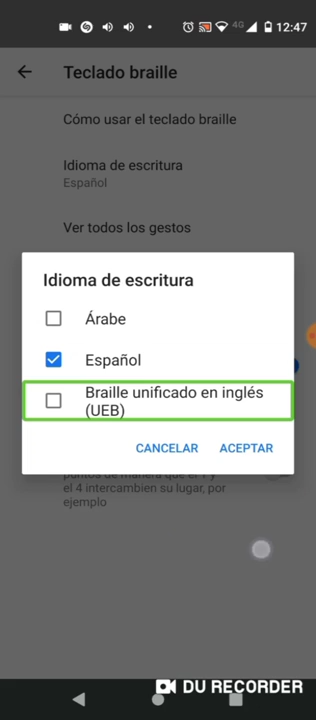 4G 12:47
Teclado braille
Cómo usar el teclado braille
Idioma de escritura
Español
Ver todos los gestos
Idioma de escritura
Árabe
Español
Braille unificado en inglés
(UEB)
CANCELAR ACEPTAR
puntos de manera que el 1 y
el 4 intercambien su lugar, por
ejemplo
DU RECORDER